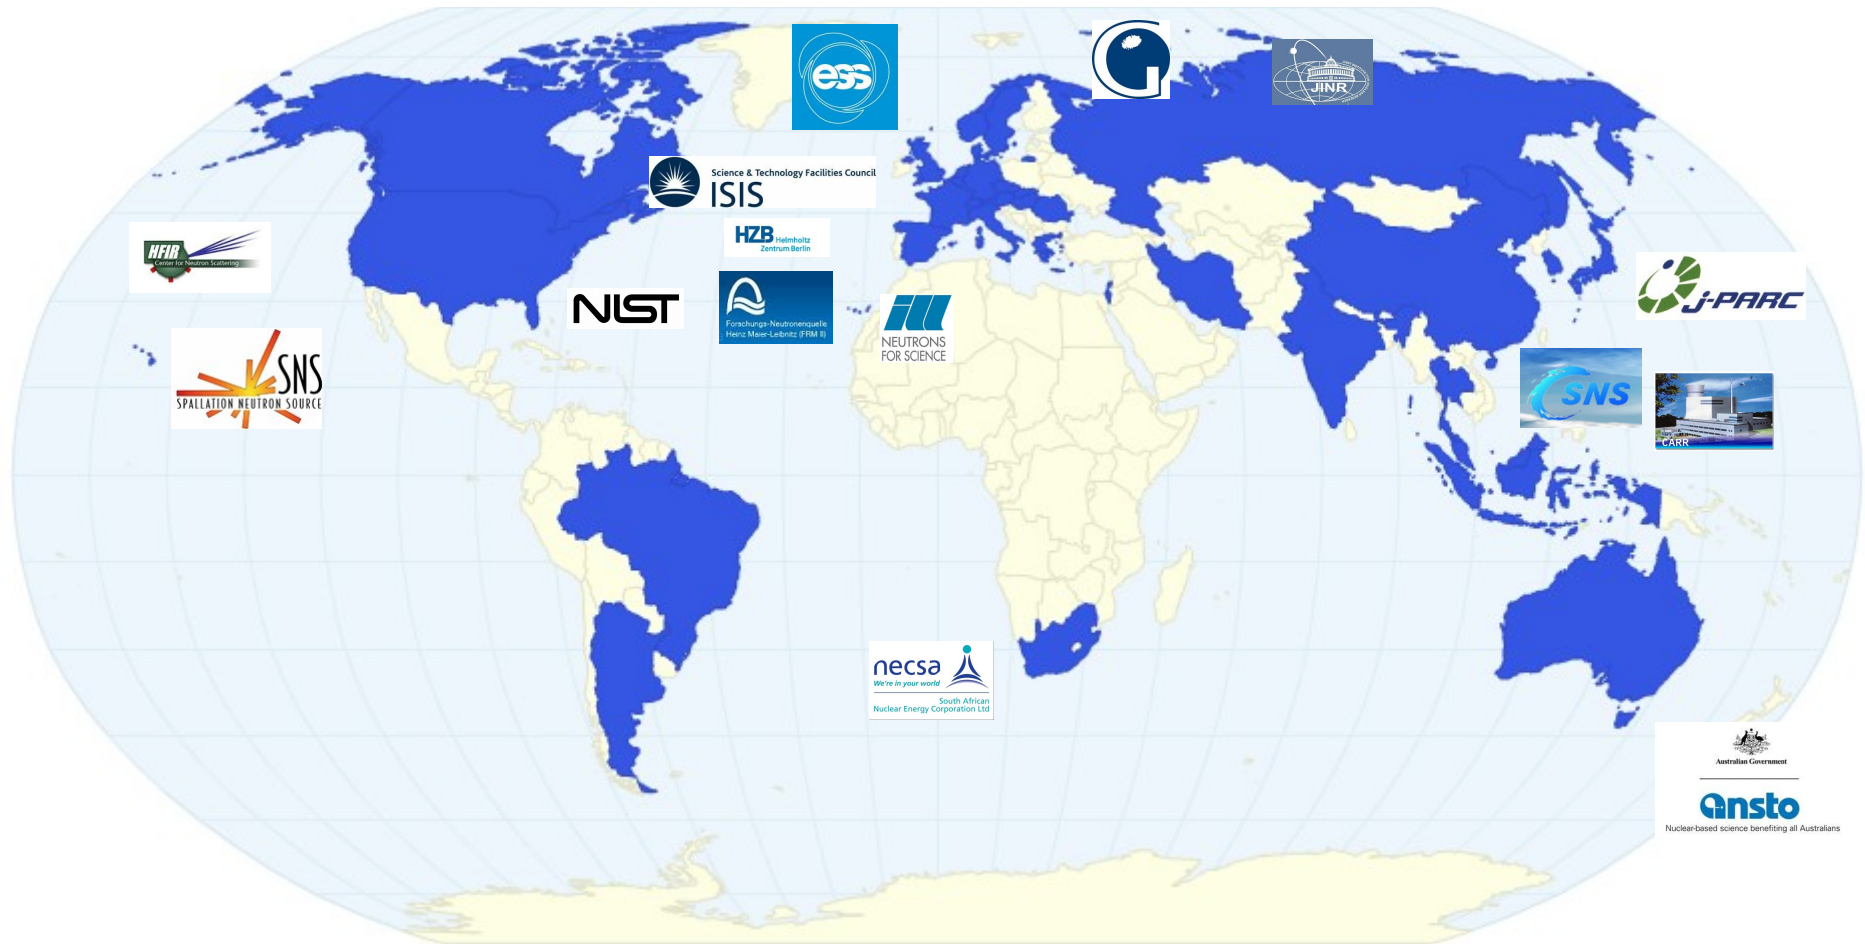 ess
JINR
Science & Technology Facilities Council
ISIS
HZB Helmholtz
Zentrum Berlin
HFIR
Center for Neutron Scattering
NIST
Forschungs-Neutronenquelle
Heinz Maier-Leibnitz (FRM II)
ill
NEUTRONS
FOR SCIENCE
J-PARC
SNS
SPALLATION NEUTRON SOURCE
CSNS
CARR
necsa
We're in your world
South African
Nuclear Energy Corporation Ltd
Australian Government
ansto
Nuclear-based science benefiting all Australians